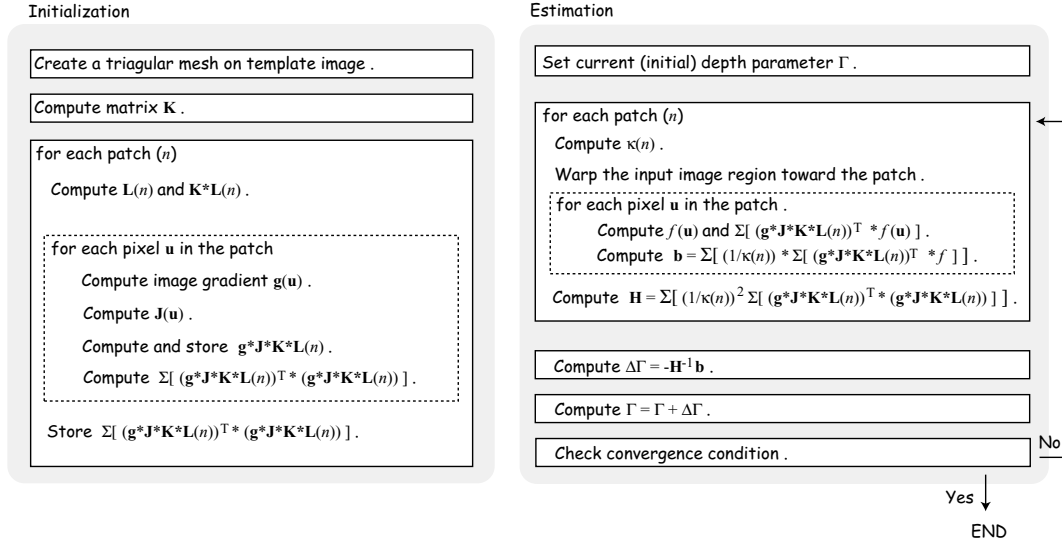 Initialization
Create a triagular mesh on template image .
Compute matrix K .
for each patch (n)
Compute L(n) and K*L(n) .
for each pixel u in the patch
Compute image gradient g(u) .
Compute J(u) .
Compute and store g*J*K*L(n) .
Compute Σ[ (g*J*K*L(n))ᵀ * (g*J*K*L(n)) ] .
Store Σ[ (g*J*K*L(n))ᵀ * (g*J*K*L(n)) ] .
Estimation
Set current (initial) depth parameter Γ .
for each patch (n)
Compute κ(n) .
Warp the input image region toward the patch .
for each pixel u in the patch .
Compute f(u) and Σ[ (g*J*K*L(n))ᵀ * f(u) ] .
Compute b = Σ[ (1/κ(n)) * Σ[ (g*J*K*L(n))ᵀ * f ] ] .
Compute H = Σ[ (1/κ(n))² Σ[ (g*J*K*L(n))ᵀ * (g*J*K*L(n)) ] ] .
Compute ΔΓ = -H⁻¹ b .
Compute Γ = Γ + ΔΓ .
Check convergence condition .
No
Yes
END